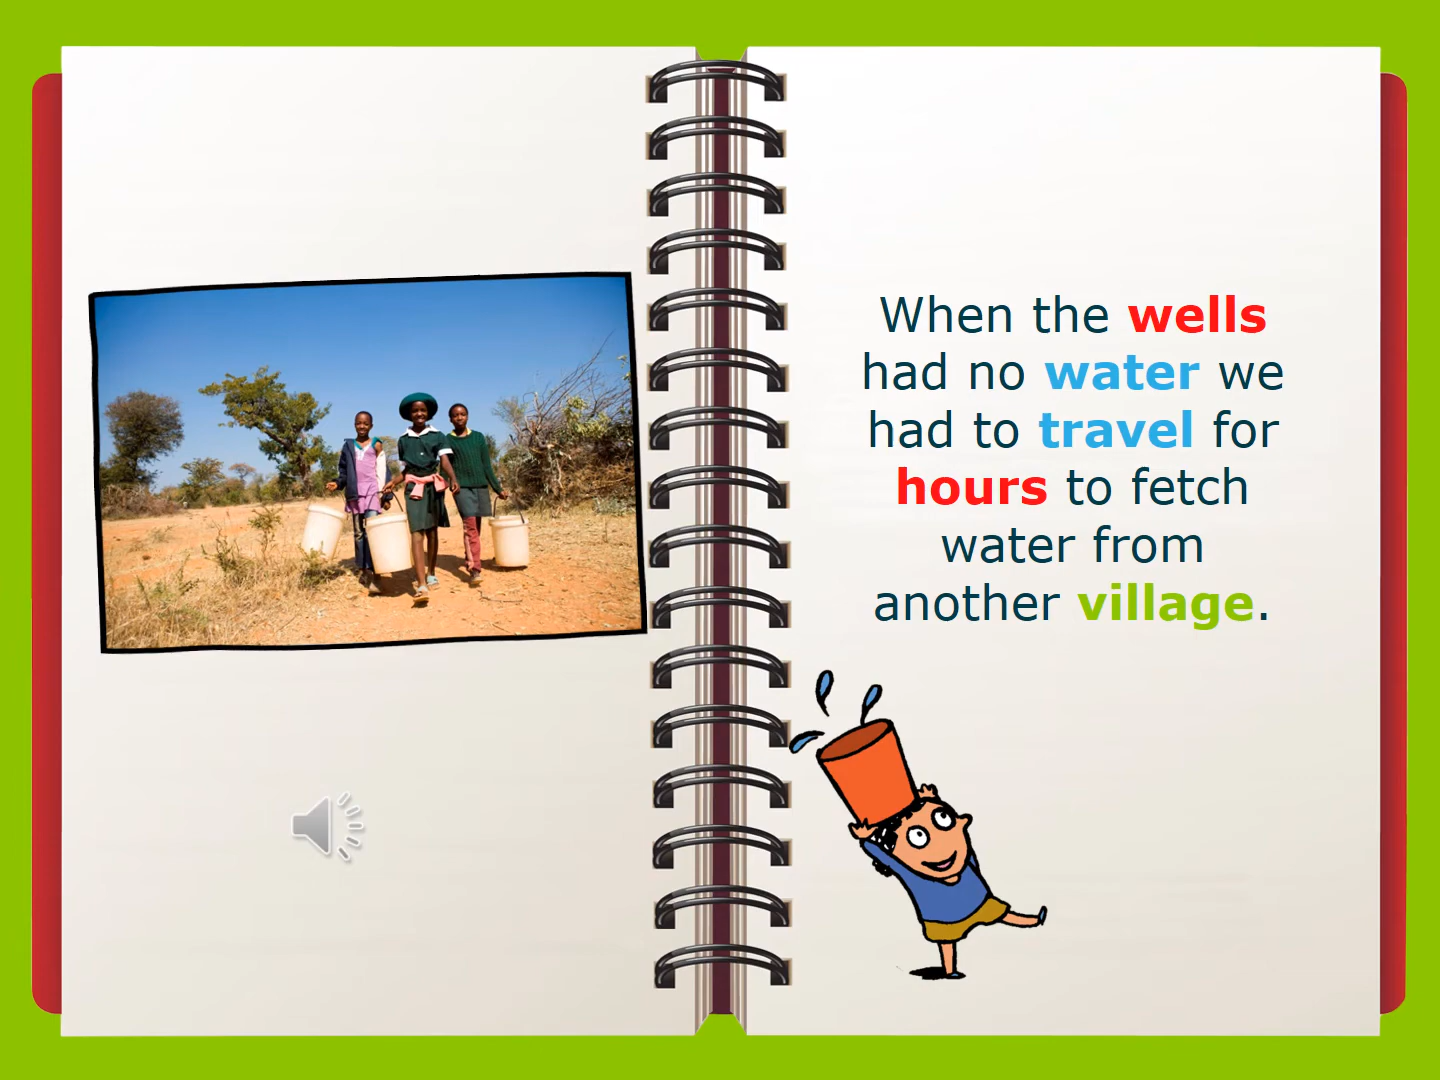 When the wells
had no water we
had to travel for
hours to fetch
water from
another village.